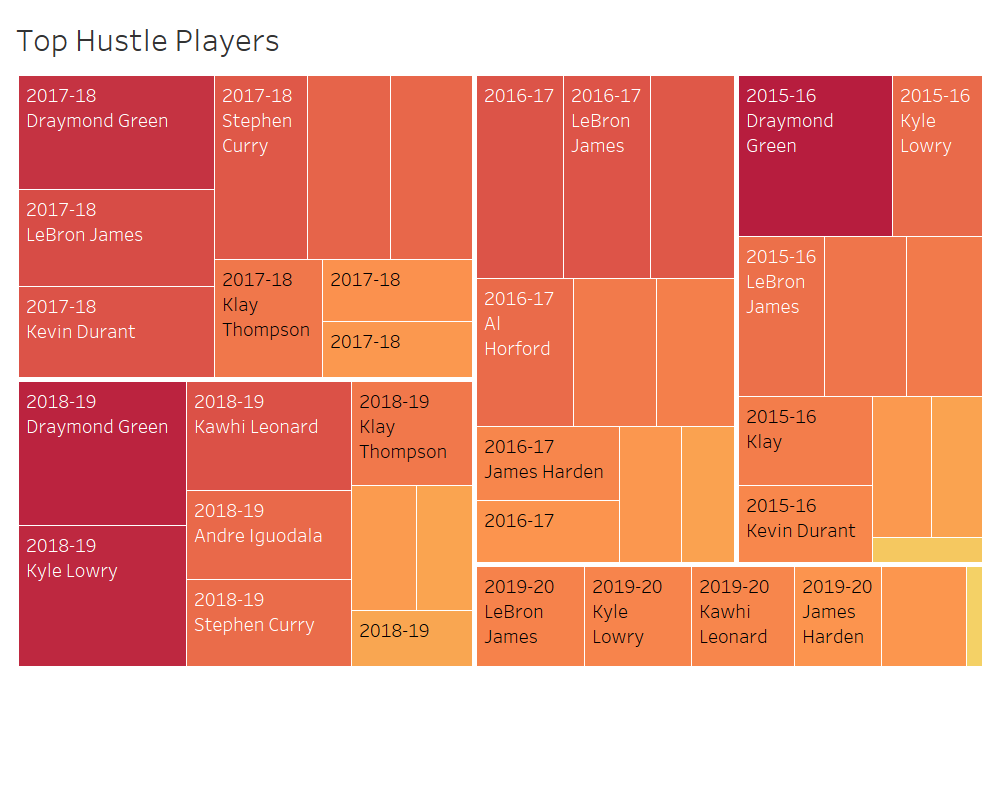 Top Hustle Players
2017-18
Draymond Green
2017-18
LeBron James
2017-18
Kevin Durant
2017-18
Stephen
Curry
2017-18
Klay
Thompson
2017-18
2017-18
2018-19
Draymond Green
2018-19
Kyle Lowry
2018-19
Kawhi Leonard
2018-19
Andre Iguodala
2018-19
Stephen Curry
2018-19
Klay
Thompson
2018-19
2016-17
2016-17
LeBron
James
2016-17
Al
Horford
2016-17
James Harden
2016-17
2015-16
Draymond
Green
2015-16
Kyle
Lowry
2015-16
LeBron
James
2015-16
Klay
2015-16
Kevin Durant
2019-20
LeBron
James
2019-20
Kyle
Lowry
2019-20
Kawhi
Leonard
2019-20
James
Harden